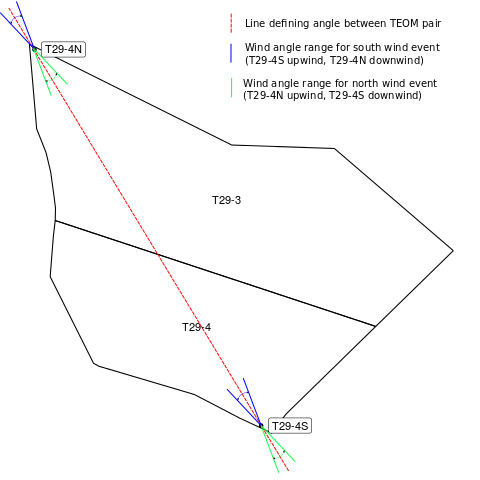 Line defining angle between TEOM pair
T29-4N
Wind angle range for south wind event
(T29-4S upwind, T29-4N downwind)
Wind angle range for north wind event
(T29-4N upwind, T29-4S downwind)
T29-3
T29-4
T29-4S